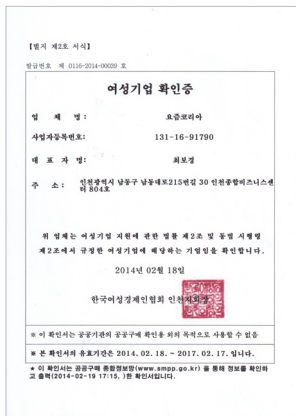 【별지 제2호 서식】
발급번호 제 0116-2014-00029 호
여성기업 확인증
업 체 명 : 요즘코리아
사업자등록번호: 131-16-91790
대 표 자 명: 최보경
주 소 : 인천광역시 남동구 남동대로215번길 30 인천종합비즈니스센
터 804호
위 업체는 여성기업 지원에 관한 법률 제2조 및 동법 시행령
제2조에서 규정한 여성기업에 해당하는 기업임을 확인합니다.
2014년 02월 18일
한국여성경제인협회 인천지회장
※ 이 확인서는 공공기관의 공공구매 확인용 외의 목적으로 사용할 수 없음
※ 본 확인서의 유효기간은 2014. 02. 18. ~ 2017. 02. 17. 입니다.
★ 이 확인서는 공공구매 종합정보망(www.smpp.go.kr) 을 통해 정보를 확인하
고 출력(2014-02-19 17:15, )한 확인서입니다.